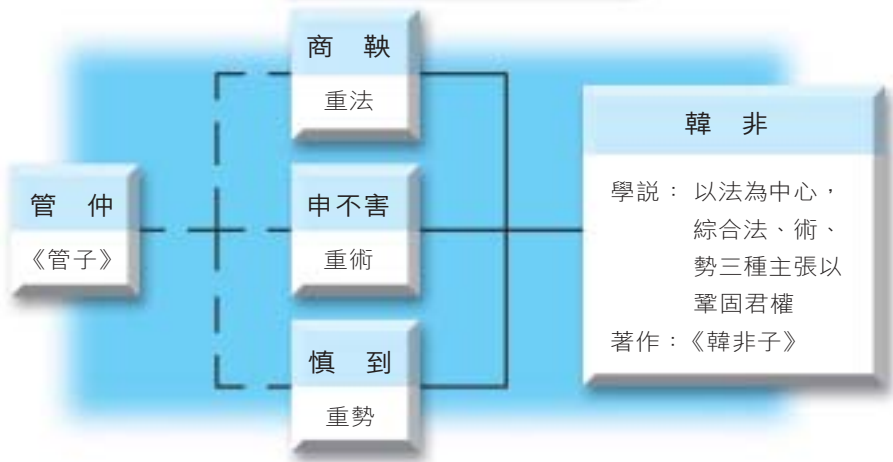 商　鞅
重法
管　仲
《管子》
申不害
重術
慎　到
重勢
韓　非
學説： 以法為中心，
綜合法、術、
勢三種主張以
鞏固君權
著作：《韓非子》